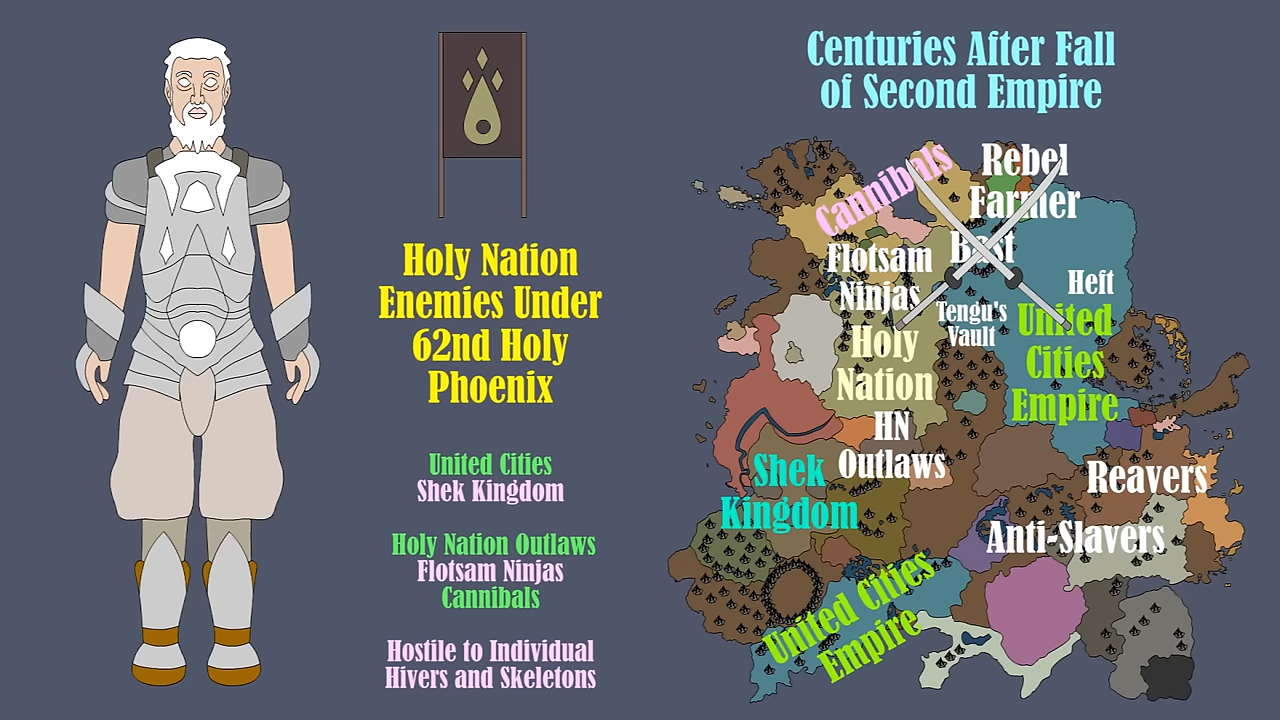 Centuries After Fall
of Second Empire
Holy Nation
Enemies Under
62nd Holy
Phoenix
United Cities
Shek Kingdom
Holy Nation Outlaws
Flotsam Ninjas
Cannibals
Hostile to Individual
Hivers and Skeletons
Cannibals
Rebel
Farmer
Bast
Flotsam
Ninjas
Heft
Tengu's
Vault
United
Cities
Empire
Holy
Nation
HN
Outlaws
Shek
Kingdom
Reavers
Anti-Slavers
United Cities
Empire